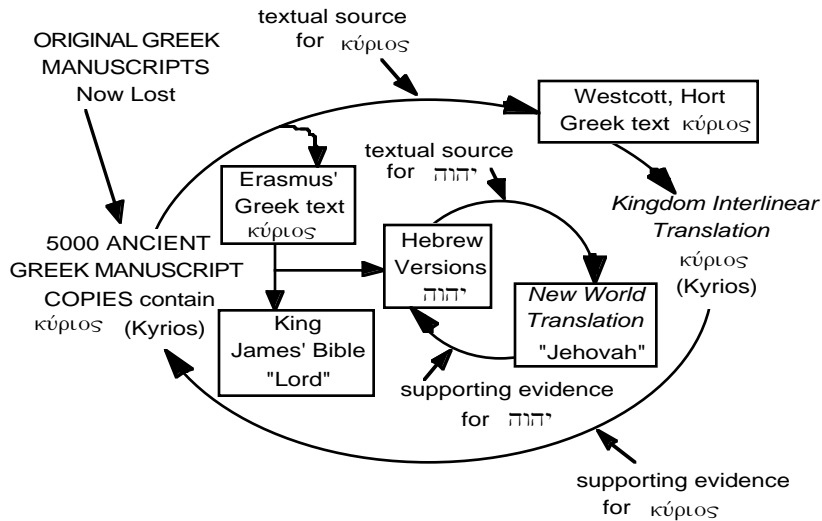 ORIGINAL GREEK
MANUSCRIPTS
Now Lost
textual source
for κύριος
Westcott, Hort
Greek text κύριος
textual source
for יהוה
Erasmus'
Greek text
κύριος
Kingdom Interlinear
Translation
κύριος
(Kyrios)
5000 ANCIENT
GREEK MANUSCRIPT
COPIES contain
κύριος (Kyrios)
Hebrew
Versions
יהוה
New World
Translation
"Jehovah"
King
James' Bible
"Lord"
supporting evidence
for יהוה
supporting evidence
for κύριος